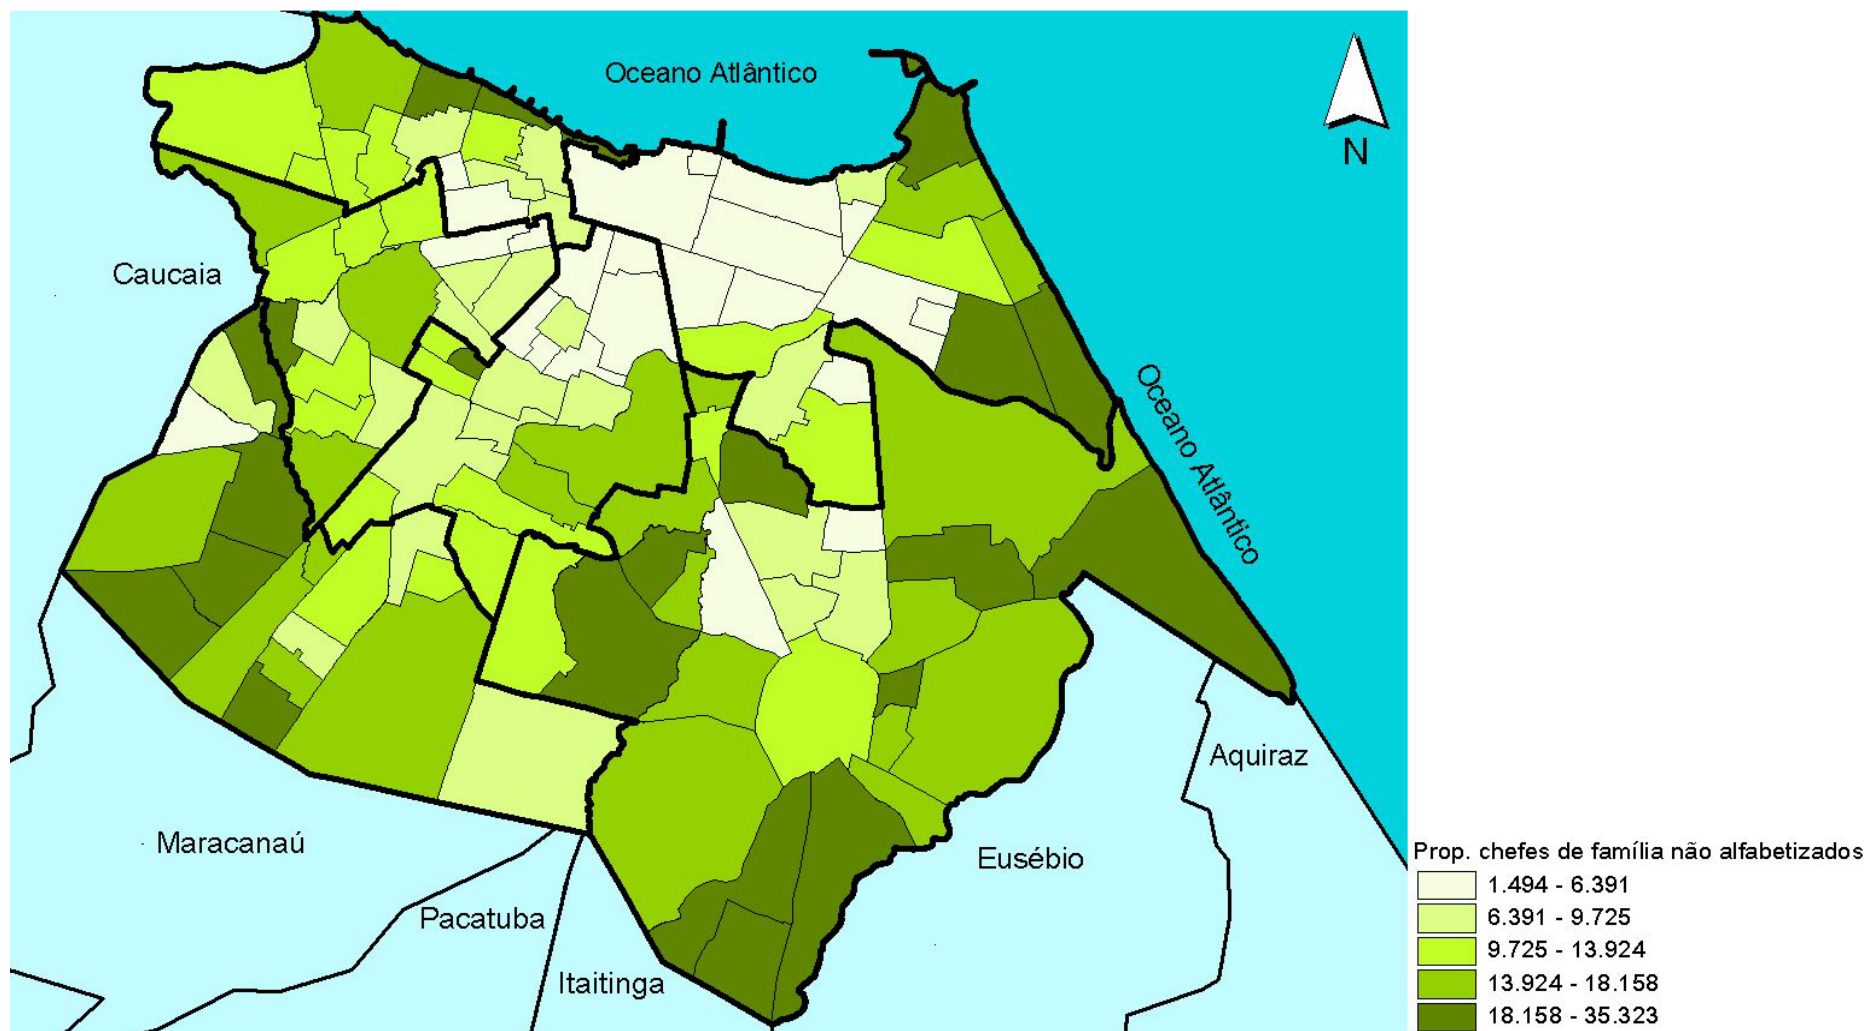 Oceano Atlântico
N
Caucaia
Oceano Atlântico
Aquiraz
Maracanaú
Eusébio
Pacatuba
Itaitinga
Prop. chefes de família não alfabetizados
1.494 - 6.391
6.391 - 9.725
9.725 - 13.924
13.924 - 18.158
18.158 - 35.323